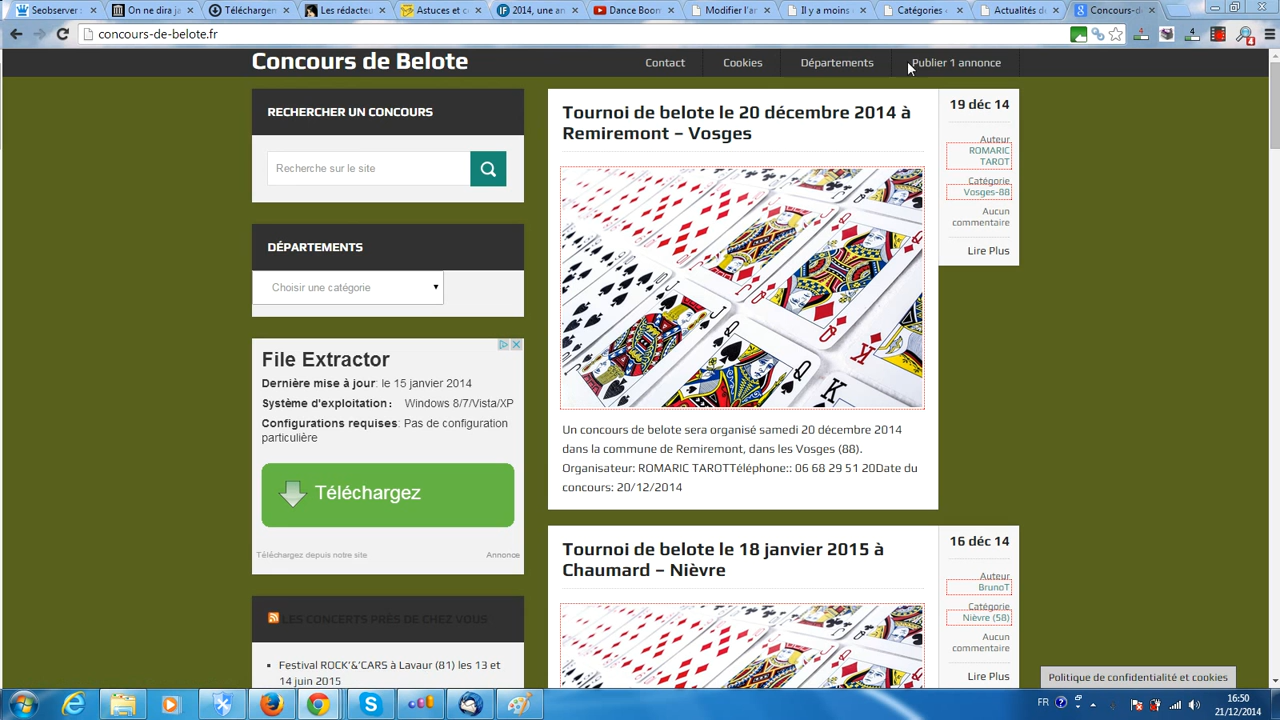 Seobserver :
On ne dira ja
Téléchargen
Les rédacteu
Astuces et c
2014, une an
Dance Boom
Modifier l'ar
Il y a moins
Catégories
Actualités d
Concours-d
concours-de-belote.fr
Concours de Belote
Contact
Cookies
Départements
Publier 1 annonce
RECHERCHER UN CONCOURS
Recherche sur le site
DÉPARTEMENTS
Choisir une catégorie
File Extractor
Dernière mise à jour: le 15 janvier 2014
Système d'exploitation : Windows 8/7/Vista/XP
Configurations requises: Pas de configuration
particulière
Téléchargez
Téléchargez depuis notre site
Annonce
LES CONCERTS PRÈS DE CHEZ VOUS
Festival ROCK'&'CARS à Lavaur (81) les 13 et
14 juin 2015
Tournoi de belote le 20 décembre 2014 à
Remiremont – Vosges
Un concours de belote sera organisé samedi 20 décembre 2014
dans la commune de Remiremont, dans les Vosges (88).
Organisateur: ROMARIC TAROTTéléphone:: 06 68 29 51 20Date du
concours: 20/12/2014
19 déc 14
Auteur
ROMARIC
TAROT
Catégorie
Vosges-88
Aucun
commentaire
Lire Plus
Tournoi de belote le 18 janvier 2015 à
Chaumard – Nièvre
16 déc 14
Auteur
BrunoT
Catégorie
Nièvre (58)
Aucun
commentaire
Lire Plus
Politique de confidentialité et cookies
FR
16:50
21/12/2014